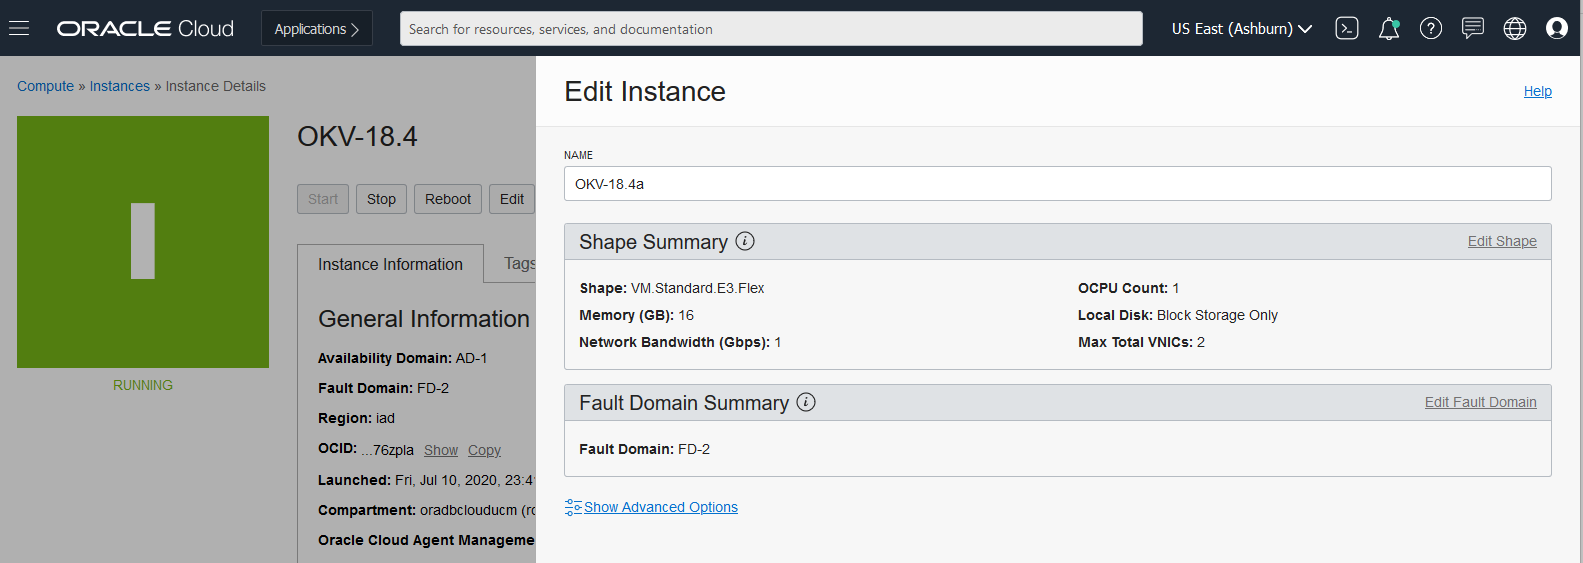 ORACLE Cloud
Applications >
Search for resources, services, and documentation
US East (Ashburn)
Compute » Instances » Instance Details
OKV-18.4
Start Stop Reboot Edit
RUNNING
Instance Information Tags
General Information
Availability Domain: AD-1
Fault Domain: FD-2
Region: iad
OCID: ...76zpla Show Copy
Launched: Fri, Jul 10, 2020, 23:4
Compartment: oradbclouducm (r
Oracle Cloud Agent Manageme
Edit Instance
Help
NAME
OKV-18.4a
Shape Summary i
Edit Shape
Shape: VM.Standard.E3.Flex
OCPU Count: 1
Memory (GB): 16
Local Disk: Block Storage Only
Network Bandwidth (Gbps): 1
Max Total VNICs: 2
Fault Domain Summary i
Edit Fault Domain
Fault Domain: FD-2
Show Advanced Options